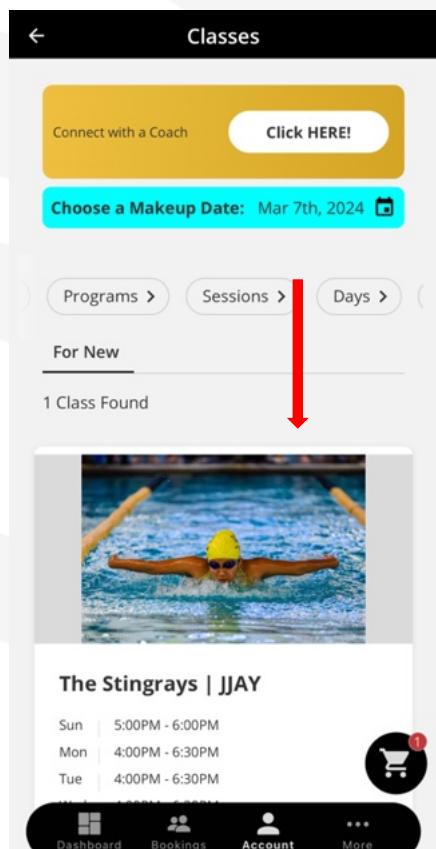 Classes
Connect with a Coach Click HERE!
Choose a Makeup Date: Mar 7th, 2024
Programs > Sessions > Days >
For New
1 Class Found
The Stingrays | JJAY
Sun 5:00PM - 6:00PM
Mon 4:00PM - 6:30PM
1
Tue 4:00PM - 6:30PM
Dashboard Bookings Account More